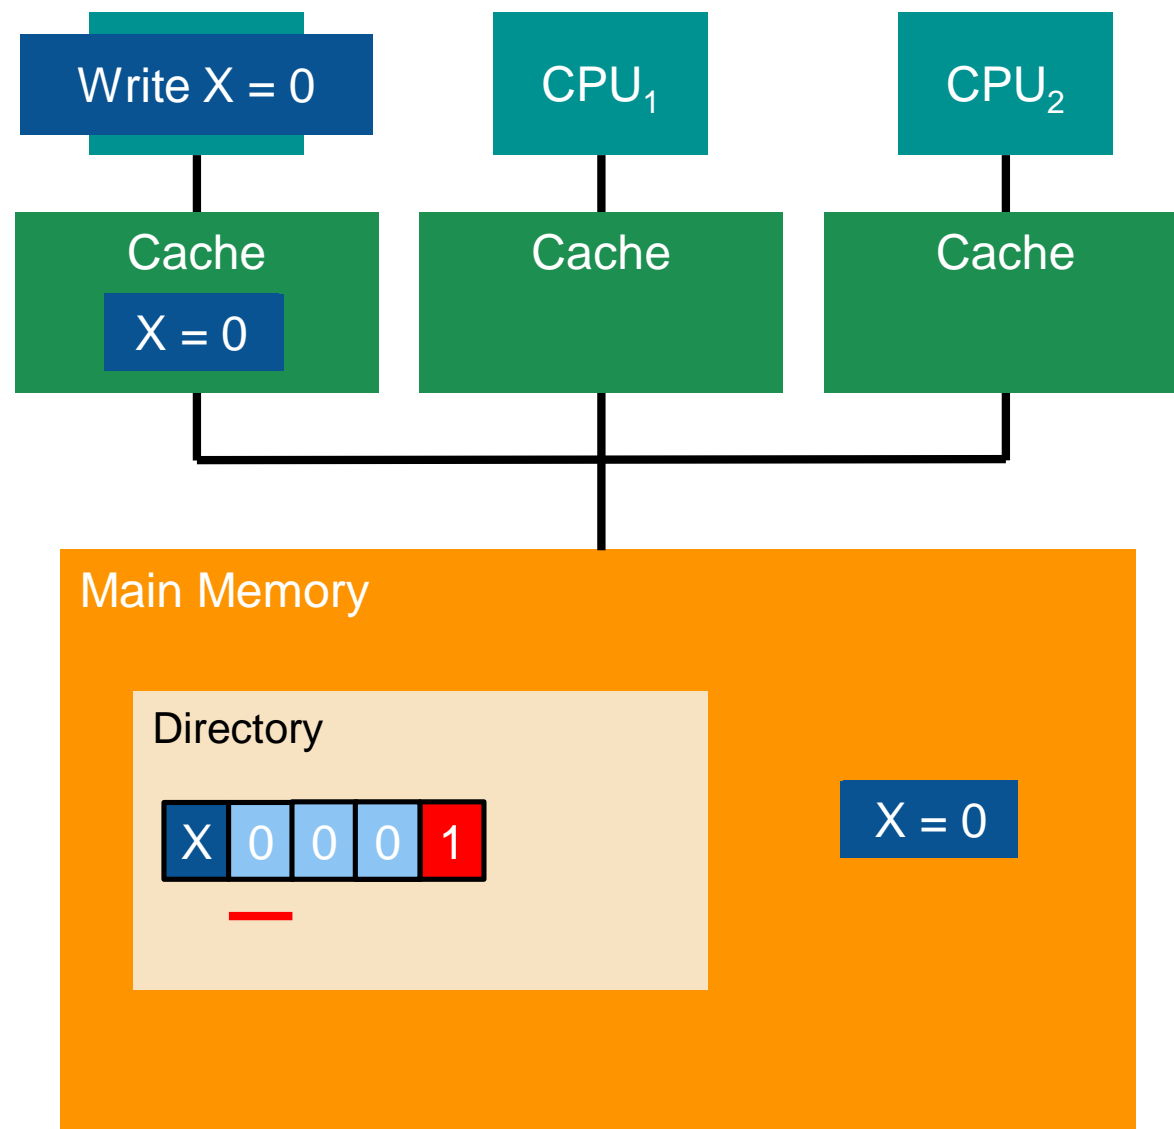 Write X = 0
CPU₁
CPU₂
Cache
Cache
Cache
X = 0
Main Memory
Directory
X 0 0 0 1
X = 0